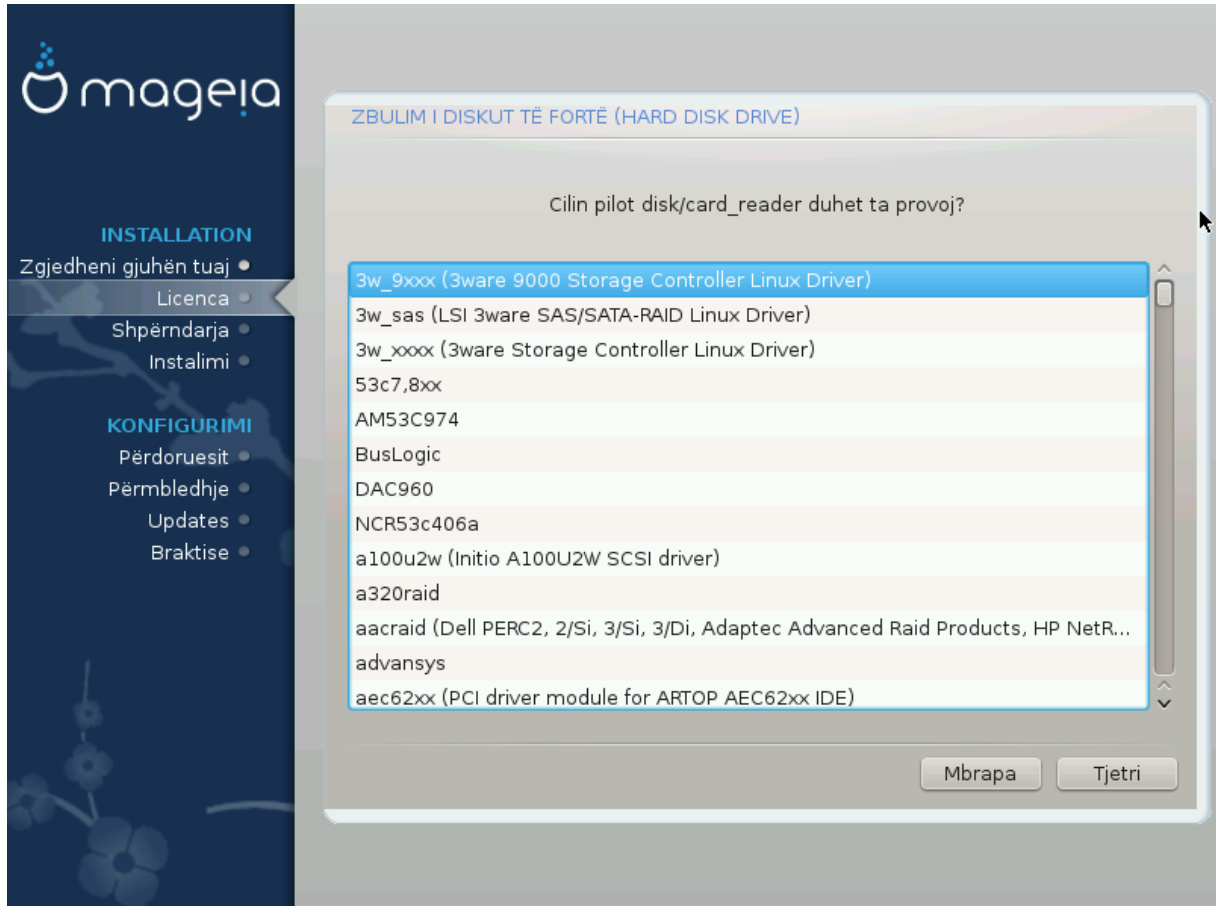 mageia
INSTALLATION
Zgjedheni gjuhën tuaj
Licenca
Shpërndarja
Instalimi
KONFIGURIMI
Përdoruesit
Përmbledhje
Updates
Braktise
ZBULIM I DISKUT TË FORTË (HARD DISK DRIVE)
Cilin pilot disk/card_reader duhet ta provoj?
3w_9xxx (3ware 9000 Storage Controller Linux Driver)
3w_sas (LSI 3ware SAS/SATA-RAID Linux Driver)
3w_xxxx (3ware Storage Controller Linux Driver)
53c7,8xx
AM53C974
BusLogic
DAC960
NCR53c406a
a100u2w (Initio A100U2W SCSI driver)
a320raid
aacraid (Dell PERC2, 2/Si, 3/Si, 3/Di, Adaptec Advanced Raid Products, HP NetR...
advansys
aec62xx (PCI driver module for ARTOP AEC62xx IDE)
Mbrapa
Tjetri